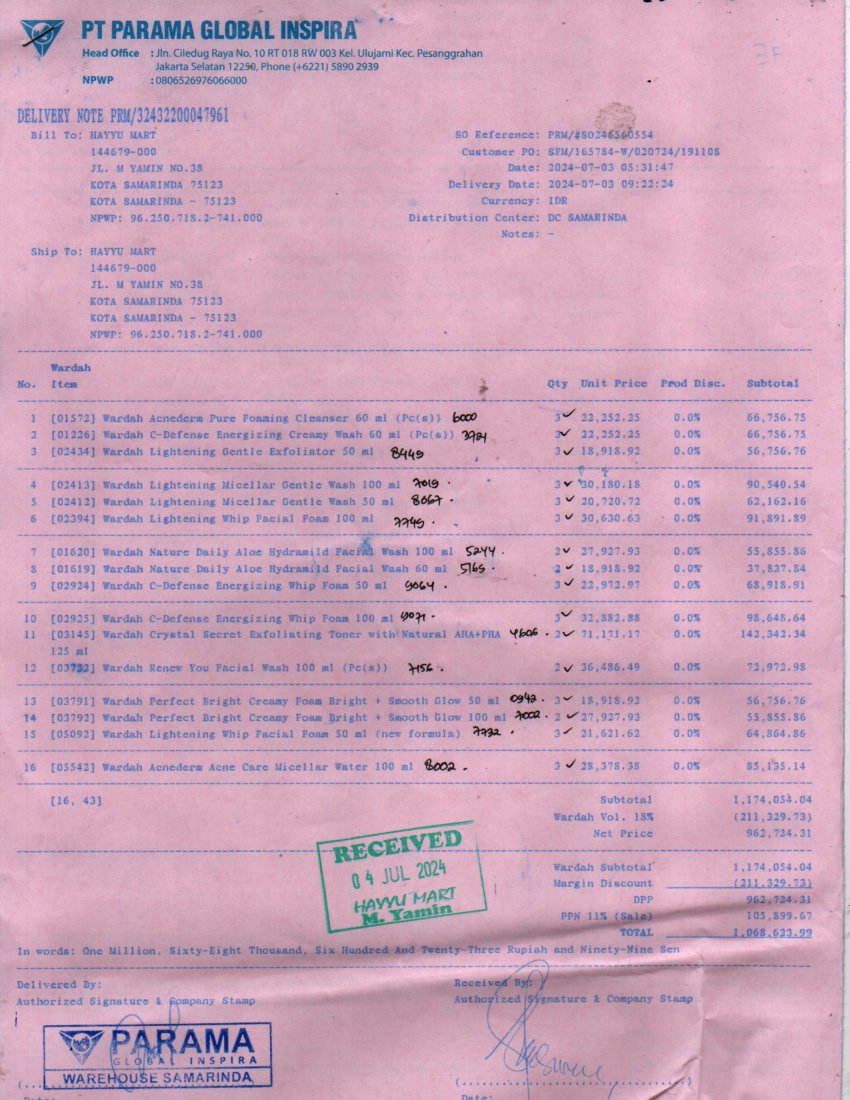 PT PARAMA GLOBAL INSPIRA
Head Office : Jln. Ciledug Raya No. 10 RT 018 RW 003 Kel. Ulujami Kec. Pesanggrahan
Jakarta Selatan 12250, Phone (+6221) 5890 2939
NPWP : 0806526976066000
DELIVERY NOTE PRM/32432200047961
Bill To: HAYYU MART
144679-000
JL. M YAMIN NO.38
KOTA SAMARINDA 75123
KOTA SAMARINDA - 75123
NPWP: 96.250.718.2-741.000
SO Reference: PRM/#SO246560554
Customer PO: SFM/165784-W/020724/19110S
Date: 2024-07-03 05:31:47
Delivery Date: 2024-07-03 09:22:24
Currency: IDR
Distribution Center: DC SAMARINDA
Notes: -
Ship To: HAYYU MART
144679-000
JL. M YAMIN NO.38
KOTA SAMARINDA 75123
KOTA SAMARINDA - 75123
NPWP: 96.250.718.2-741.000
Wardah
No. Item Qty Unit Price Prod Disc. Subtotal
1 [01572] Wardah Acnederm Pure Foaming Cleanser 60 ml (Pc(s)) 6000 3 ✓ 22,252.25 0.0% 66,756.75
2 [01226] Wardah C-Defense Energizing Creamy Wash 60 ml (Pc(s)) 3921 3 ✓ 22,252.25 0.0% 66,756.75
3 [02434] Wardah Lightening Gentle Exfoliator 50 ml 8449 3 ✓ 18,918.92 0.0% 56,756.76
4 [02413] Wardah Lightening Micellar Gentle Wash 100 ml 7019 . 3 ✓ 30,180.18 0.0% 90,540.54
5 [02412] Wardah Lightening Micellar Gentle Wash 50 ml 8067 . 3 ✓ 20,720.72 0.0% 62,162.16
6 [02394] Wardah Lightening Whip Facial Foam 100 ml 7749 . 3 ✓ 30,630.63 0.0% 91,891.89
7 [01620] Wardah Nature Daily Aloe Hydramild Facial Wash 100 ml 5244 . 2 ✓ 27,927.93 0.0% 55,855.86
8 [01619] Wardah Nature Daily Aloe Hydramild Facial Wash 60 ml 5169 . 2 ✓ 18,918.92 0.0% 37,837.84
9 [02924] Wardah C-Defense Energizing Whip Foam 50 ml 9064 . 3 ✓ 22,972.97 0.0% 68,918.91
10 [02925] Wardah C-Defense Energizing Whip Foam 100 ml 9071 . 3 ✓ 32,882.88 0.0% 98,648.64
11 [03145] Wardah Crystal Secret Exfoliating Toner with Natural AHA+PHA 4606 . 2 ✓ 71,171.17 0.0% 142,342.34
125 ml
12 [03722] Wardah Renew You Facial Wash 100 ml (Pc(s)) 7156 . 2 ✓ 36,486.49 0.0% 72,972.98
13 [03791] Wardah Perfect Bright Creamy Foam Bright + Smooth Glow 50 ml 0942 . 3 ✓ 18,918.92 0.0% 56,756.76
14 [03792] Wardah Perfect Bright Creamy Foam Bright + Smooth Glow 100 ml 7002 . 2 ✓ 27,927.93 0.0% 55,855.86
15 [05092] Wardah Lightening Whip Facial Foam 50 ml (new formula) 7732 . 3 ✓ 21,621.62 0.0% 64,864.86
16 [05542] Wardah Acnederm Acne Care Micellar Water 100 ml 8002 . 3 ✓ 28,378.38 0.0% 85,135.14
[16, 43]
Subtotal 1,174,054.04
Wardah Vol. 18% (211,329.73)
Net Price 962,724.31
RECEIVED
04 JUL 2024
HAYYU MART
M. Yamin
Wardah Subtotal 1,174,054.04
Margin Discount (211,329.73)
DPP 962,724.31
PPN 11% (Sale) 105,899.67
TOTAL 1,068,623.99
In words: One Million, Sixty-Eight Thousand, Six Hundred And Twenty-Three Rupiah and Ninety-Nine Sen
Delivered By:
Authorized Signature & Company Stamp
Received By:
Authorized Signature & Company Stamp
PARAMA
GLOBAL INSPIRA
WAREHOUSE SAMARINDA
Date:
Date: